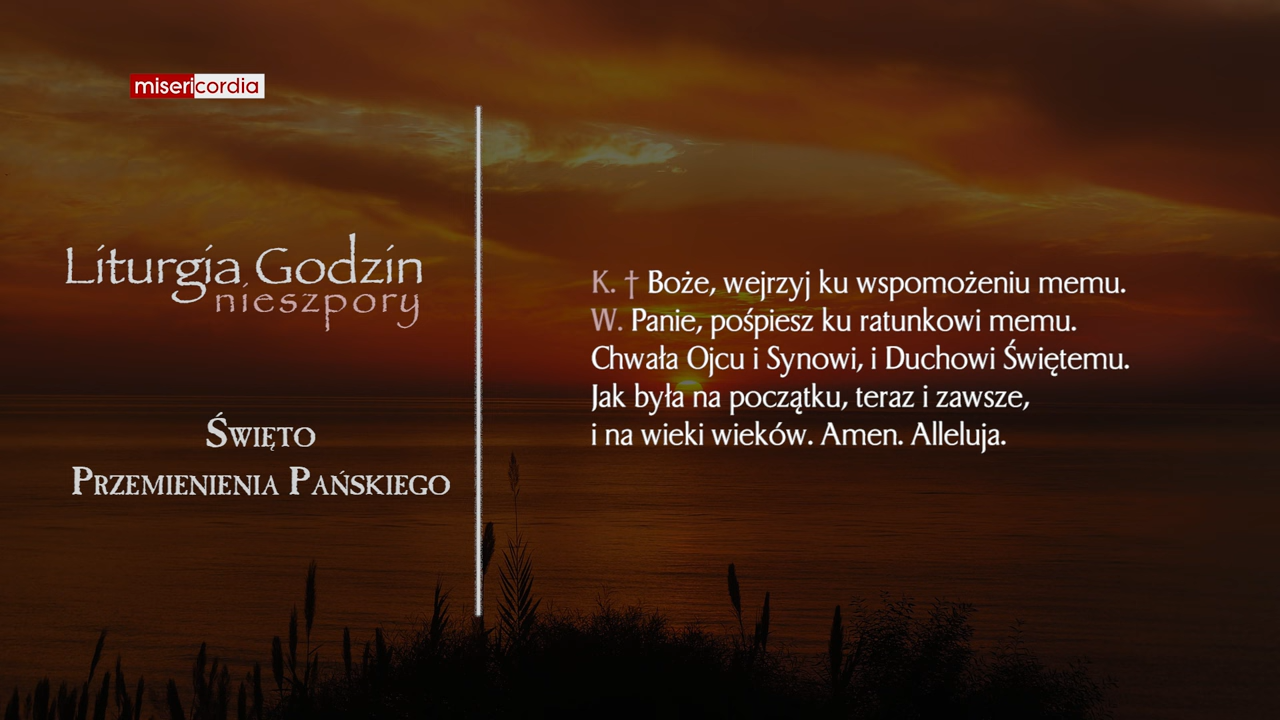 misericordia
Liturgia Godzin
nieszpory
Święto
Przemienienia Pańskiego
K. † Boże, wejrzyj ku wspomożeniu memu.
W. Panie, pośpiesz ku ratunkowi memu.
Chwała Ojcu i Synowi, i Duchowi Świętemu.
Jak była na początku, teraz i zawsze,
i na wieki wieków. Amen. Alleluja.